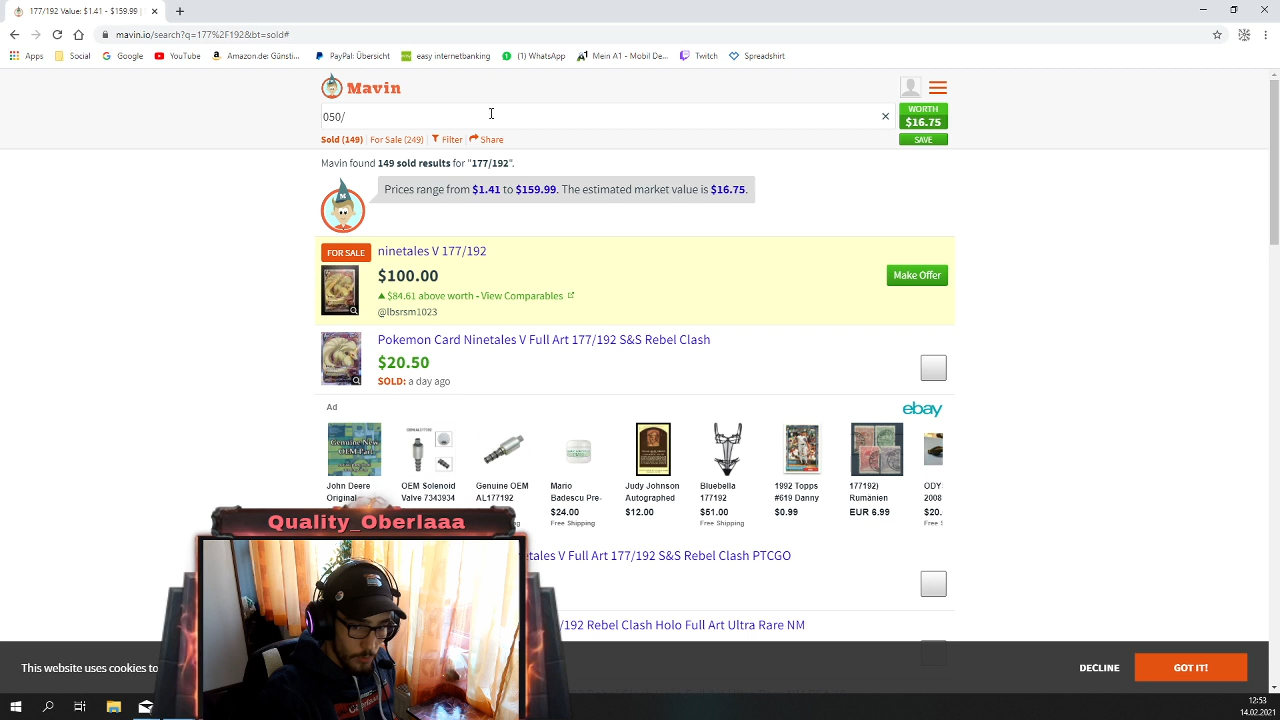 177/192 Value: $1.41 - $159.99
mavin.io/search?q=177%2F192&bt=sold#
Apps Social Google YouTube Amazon.de: Günsti... PayPal: Übersicht easy internetbanking (1) WhatsApp Mein A1 - Mobil De... Twitch Spreadshirt
Mavin
050/
WORTH
$16.75
Sold (149) For Sale (249) Filter Share
SAVE
Mavin found 149 sold results for "177/192".
Prices range from $1.41 to $159.99. The estimated market value is $16.75.
FOR SALE
ninetales V 177/192
$100.00
$84.61 above worth - View Comparables
@lbsrsm1023
Make Offer
Pokemon Card Ninetales V Full Art 177/192 S&S Rebel Clash
$20.50
SOLD: a day ago
Ad
ebay
Genuine New
OEM Part
John Deere
Original
OEM Solenoid
Valve 7343934
Genuine OEM
AL177192
Mario
Badescu Pre-
$24.00
Free Shipping
Judy Johnson
Autographed
$12.00
Bluebella
177192
$51.00
Free Shipping
1992 Topps
#619 Danny
$0.99
177192)
Rumänien
EUR 6.99
ODY
2008
$20.
Free S
Quality_Oberlaaa
etales V Full Art 177/192 S&S Rebel Clash PTCGO
/192 Rebel Clash Holo Full Art Ultra Rare NM
This website uses cookies to
DECLINE
GOT IT!
12:53
14.02.2021